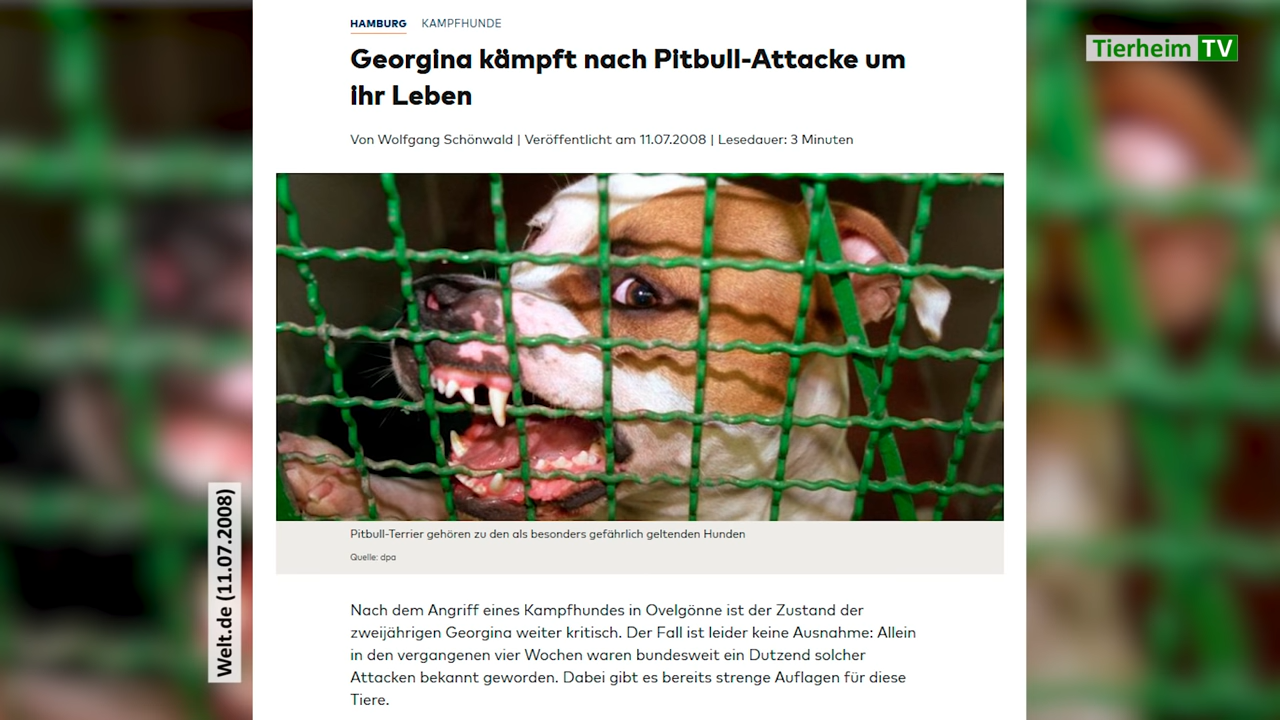 HAMBURG KAMPFHUNDE
Georgina kämpft nach Pitbull-Attacke um
ihr Leben
Von Wolfgang Schönwald | Veröffentlicht am 11.07.2008 | Lesedauer: 3 Minuten
Tierheim TV
Pitbull-Terrier gehören zu den als besonders gefährlich geltenden Hunden
Quelle: dpa
Nach dem Angriff eines Kampfhundes in Ovelgönne ist der Zustand der
zweijährigen Georgina weiter kritisch. Der Fall ist leider keine Ausnahme: Allein
in den vergangenen vier Wochen waren bundesweit ein Dutzend solcher
Attacken bekannt geworden. Dabei gibt es bereits strenge Auflagen für diese
Tiere.
Welt.de (11.07.2008)